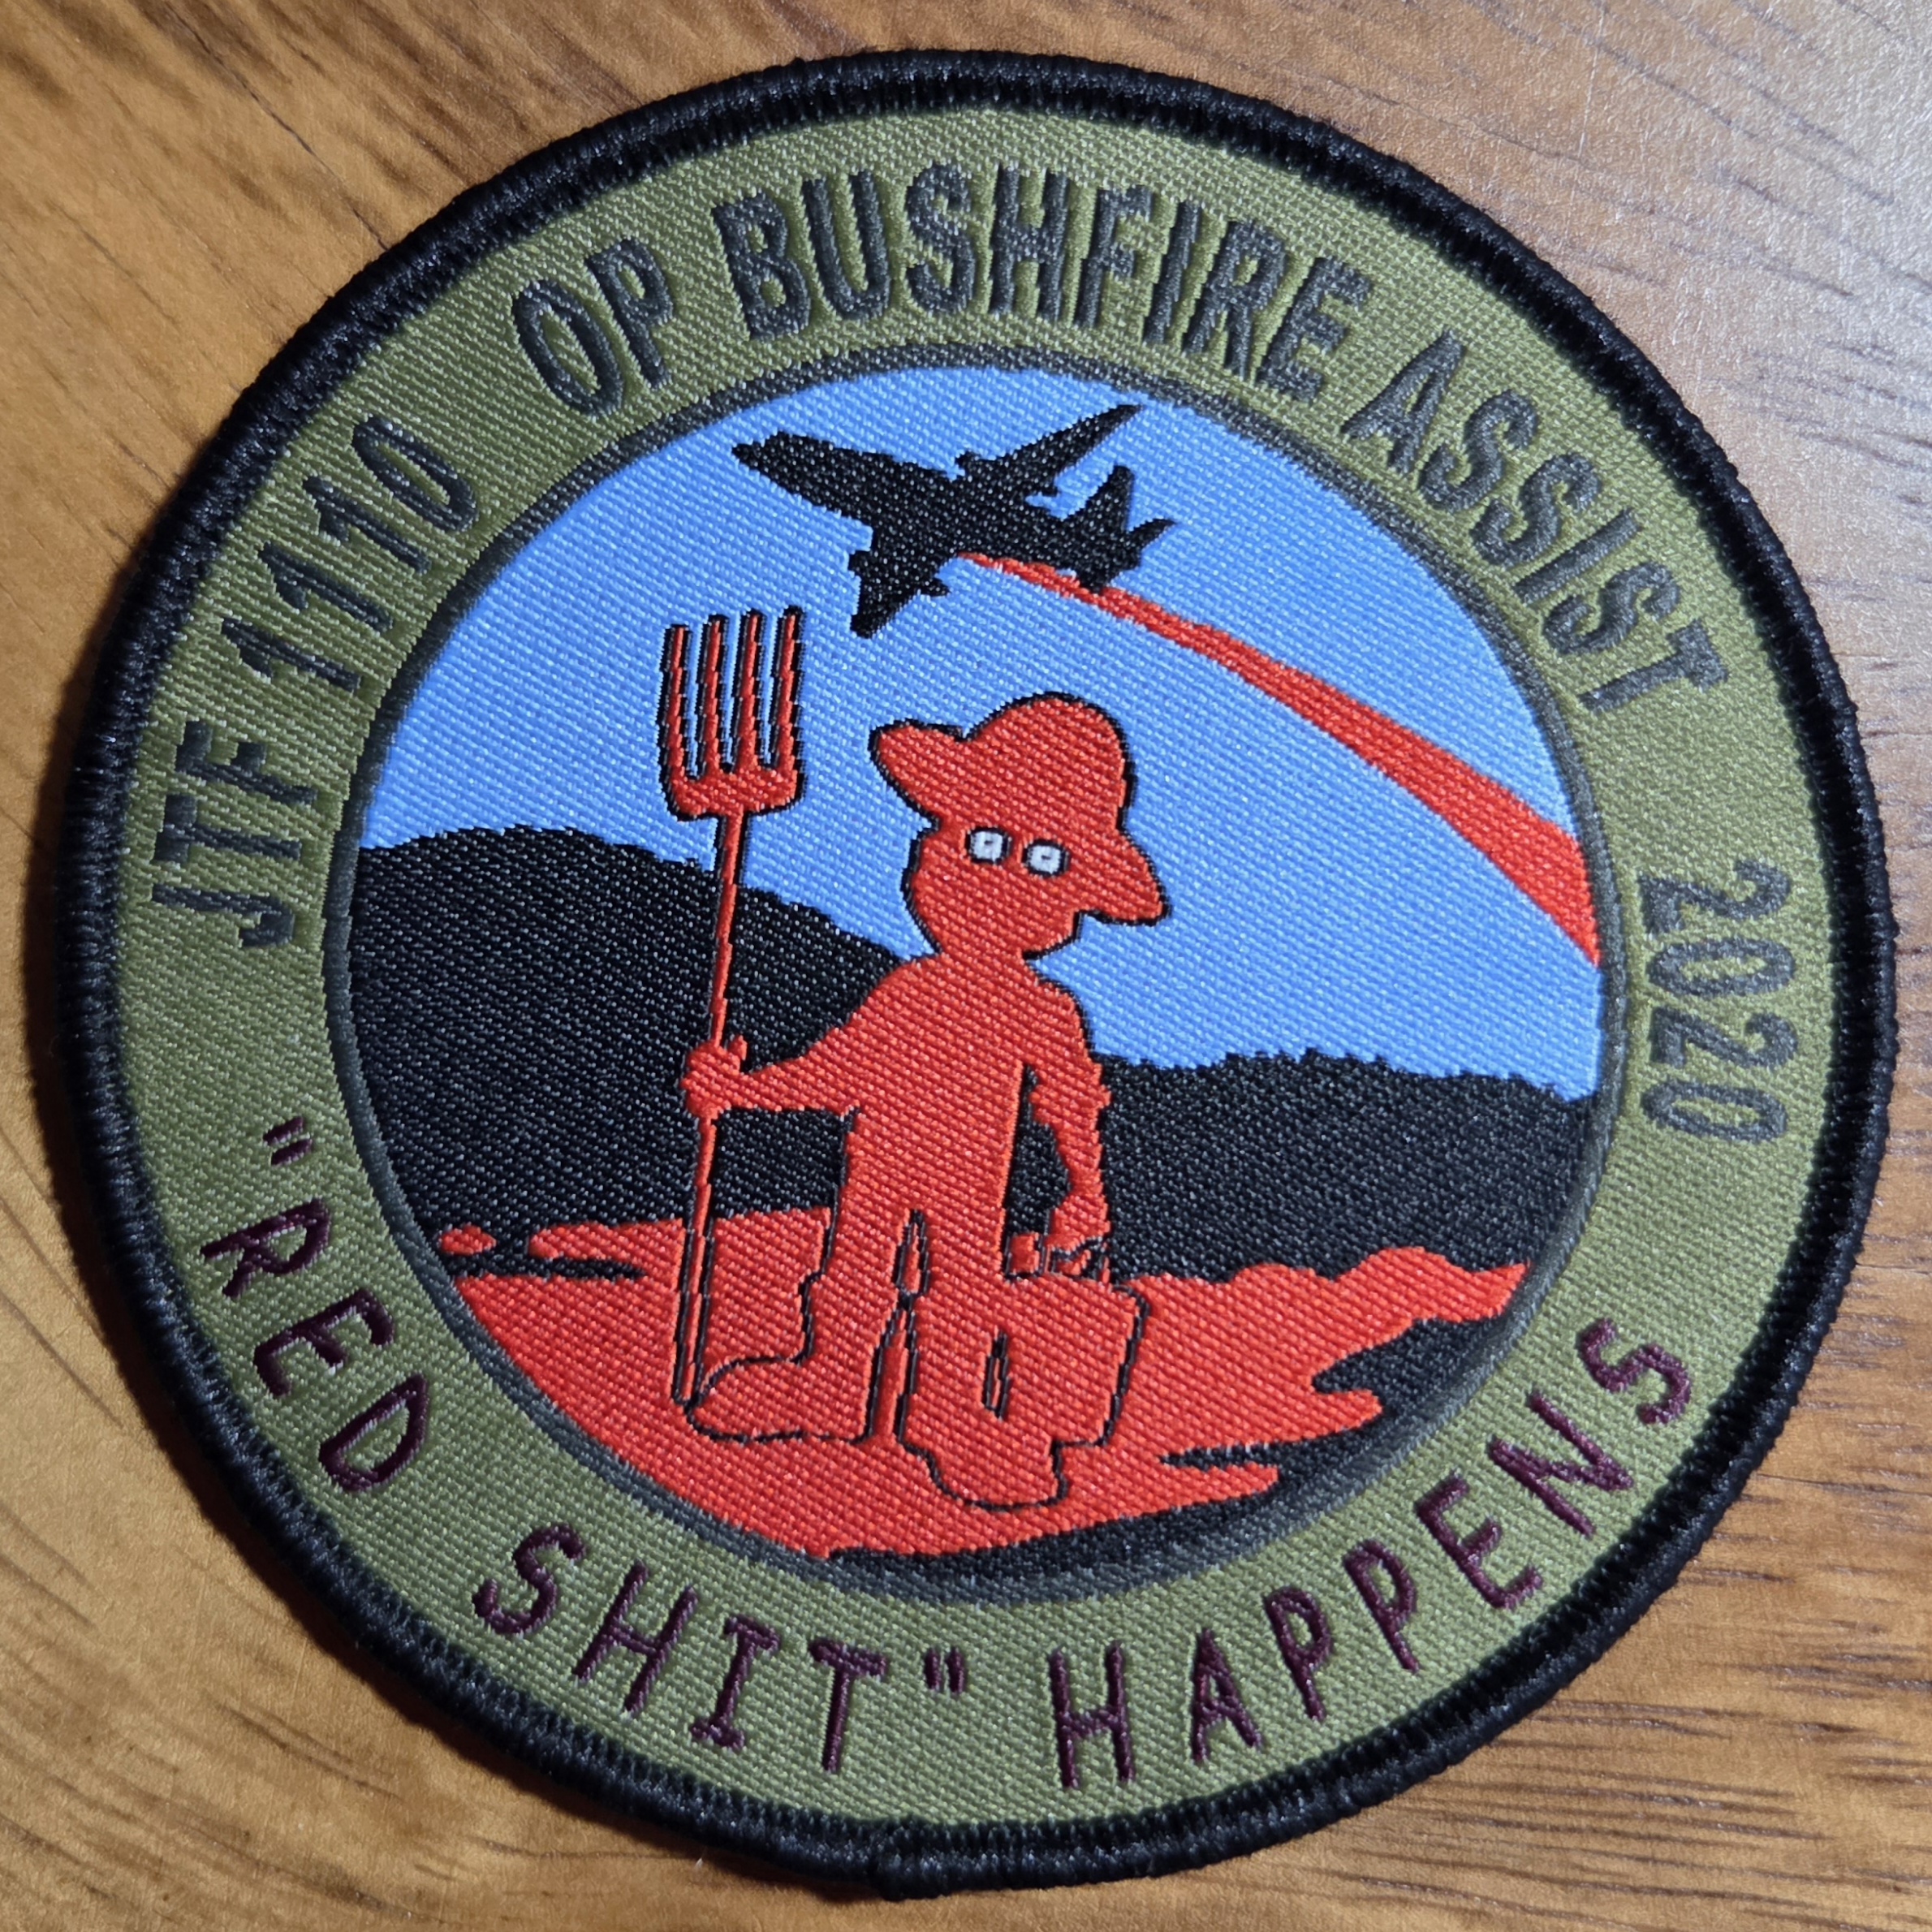 JTF 1110 OP BUSHFIRE ASSIST 2020
"RED SHIT" HAPPENS